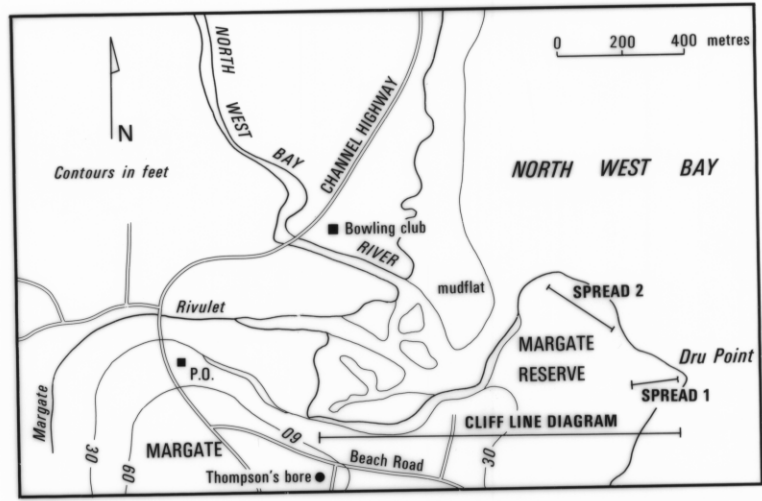 0 200 400 metres
N
Contours in feet
NORTH
WEST
BAY
CHANNEL HIGHWAY
NORTH WEST BAY
Bowling club
RIVER
mudflat
SPREAD 2
Rivulet
MARGATE
RESERVE
Dru Point
P.O.
SPREAD 1
Margate
CLIFF LINE DIAGRAM
MARGATE
60
30
60
30
Beach Road
Thompson's bore